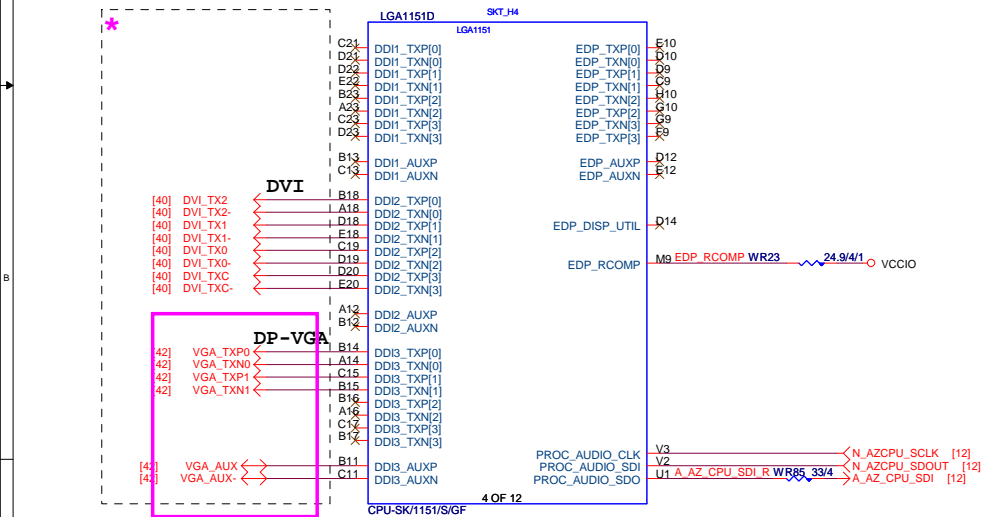 LGA1151D SKT_H4
LGA1151
*
C21 DDI1_TXP[0] EDP_TXP[0] E10
D21 DDI1_TXN[0] EDP_TXN[0] D10
D22 DDI1_TXP[1] EDP_TXP[1] D9
E22 DDI1_TXN[1] EDP_TXN[1] C9
B23 DDI1_TXP[2] EDP_TXN[2] H10
A23 DDI1_TXN[2] EDP_TXP[2] G10
C23 DDI1_TXP[3] EDP_TXN[3] G9
D23 DDI1_TXN[3] EDP_TXP[3] F9
B13 DDI1_AUXP EDP_AUXP D12
C13 DDI1_AUXN EDP_AUXN E12
DVI
[40] DVI_TX2 B18 DDI2_TXP[0]
[40] DVI_TX2- A18 DDI2_TXN[0]
[40] DVI_TX1 D18 DDI2_TXP[1] EDP_DISP_UTIL D14
[40] DVI_TX1- E18 DDI2_TXN[1]
[40] DVI_TX0 C19 DDI2_TXP[2]
[40] DVI_TX0- D19 DDI2_TXN[2] EDP_RCOMP M9 EDP_RCOMP WR23 24.9/4/1 VCCIO
[40] DVI_TXC D20 DDI2_TXP[3]
[40] DVI_TXC- E20 DDI2_TXN[3]
B
A12 DDI2_AUXP
B12 DDI2_AUXN
DP-VGA
[42] VGA_TXP0 B14 DDI3_TXP[0]
[42] VGA_TXN0 A14 DDI3_TXN[0]
[42] VGA_TXP1 C15 DDI3_TXP[1]
[42] VGA_TXN1 B15 DDI3_TXN[1]
B16 DDI3_TXP[2]
A16 DDI3_TXN[2]
C17 DDI3_TXP[3]
B17 DDI3_TXN[3]
PROC_AUDIO_CLK V3 N_AZCPU_SCLK [12]
[42] VGA_AUX B11 DDI3_AUXP PROC_AUDIO_SDI V2 N_AZCPU_SDOUT [12]
[42] VGA_AUX- C11 DDI3_AUXN PROC_AUDIO_SDO U1 A_AZ_CPU_SDI_R WR85 33/4 A_AZ_CPU_SDI [12]
4 OF 12
CPU-SK/1151/S/GF